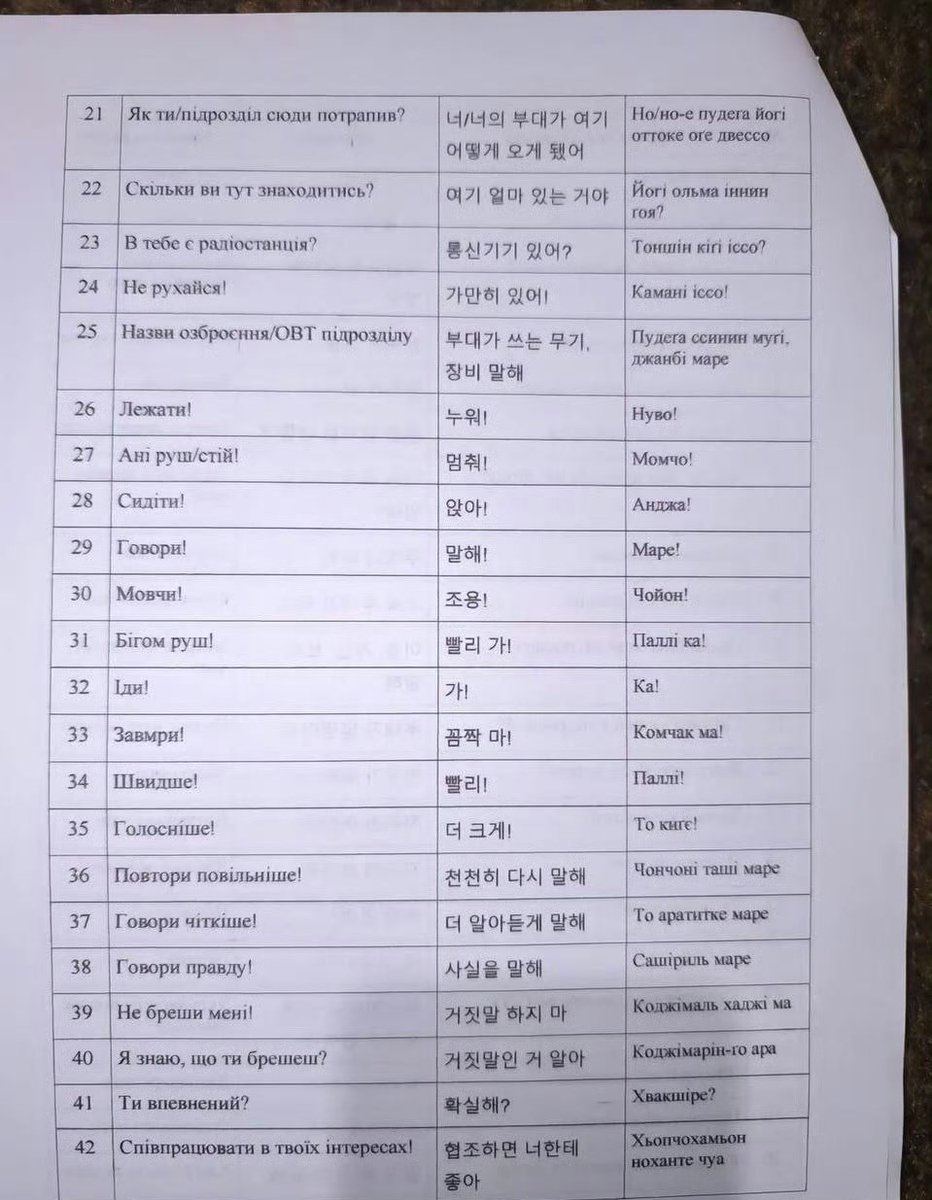 21 Як ти/підрозділ сюди потрапив? 너/너의 부대가 여기 Но/но-е пудеґа йогі
어떻게 오게 됐어 оттоке оге двессо
22 Скільки ви тут знаходитись? 여기 얼마 있는 거야 Йогі ольма іннин
гоя?
23 В тебе є радіостанція? 통신기기 있어? Тоншін кігі іссо?
24 Не рухайся! 가만히 있어! Камані іссо!
25 Назви озброєння/ОВТ підрозділу 부대가 쓰는 무기, Пудеґа ссинин мугі,
장비 말해 джанбі маре
26 Лежати! 누워! Нуво!
27 Ані руш/стій! 멈춰! Момчо!
28 Сидіти! 앉아! Анджа!
29 Говори! 말해! Маре!
30 Мовчи! 조용! Чойон!
31 Бігом руш! 빨리 가! Паллі ка!
32 Іди! 가! Ка!
33 Завмри! 꼼짝 마! Комчак ма!
34 Швидше! 빨리! Паллі!
35 Голосніше! 더 크게! То киге!
36 Повтори повільніше! 천천히 다시 말해 Чончоні таші маре
37 Говори чіткіше! 더 알아듣게 말해 То аратитке маре
38 Говори правду! 사실을 말해 Сашіриль маре
39 Не бреши мені! 거짓말 하지 마 Коджімаль хаджі ма
40 Я знаю, що ти брешеш? 거짓말인 거 알아 Коджімарін-го ара
41 Ти впевнений? 확실해? Хвакшіре?
42 Співпрацювати в твоїх інтересах! 협조하면 너한테 Хьопчохамьон
좋아 ноханте чуа